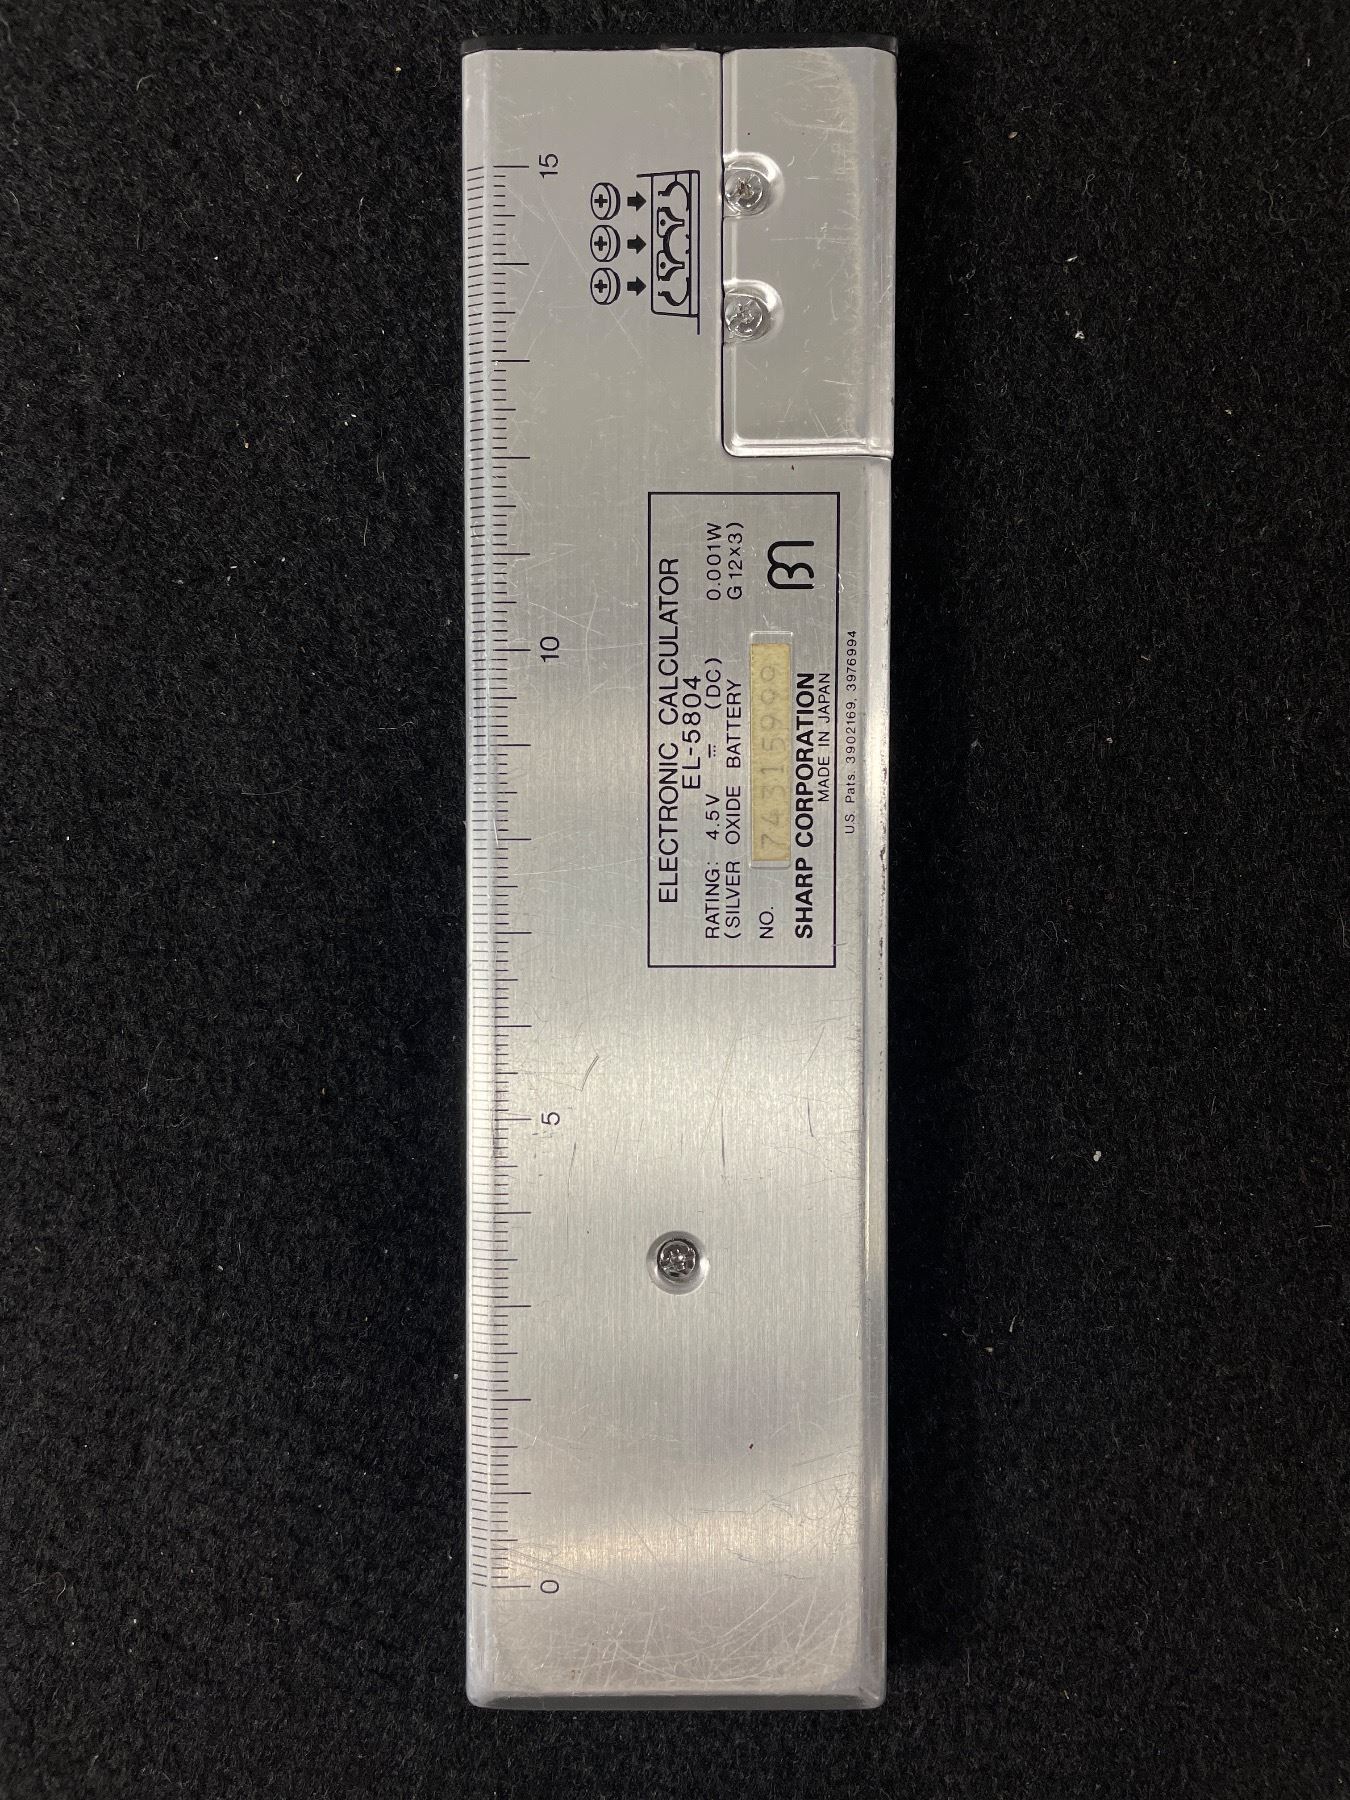 ELECTRONIC CALCULATOR
EL-5804
RATING: 4.5V ⎓ (DC) 0.001W
(SILVER OXIDE BATTERY G12x3)
NO. 74315999
SHARP CORPORATION
MADE IN JAPAN
US. Pats. 3902169, 3976994
0 5 10 15
+ + +